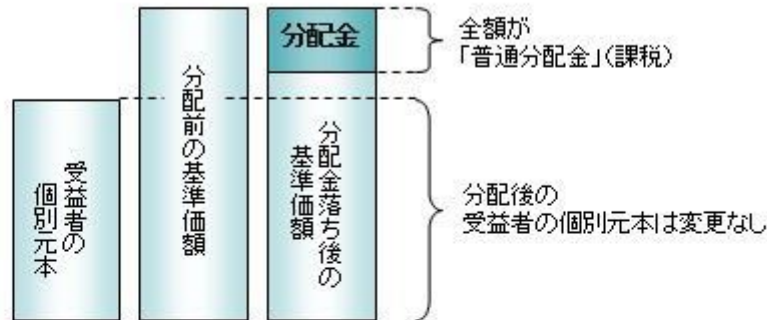 受益者の
個別元本
分配前の基準価額
分配金
分配金落ち後の
基準価額
全額が
「普通分配金」(課税)
分配後の
受益者の個別元本は変更なし